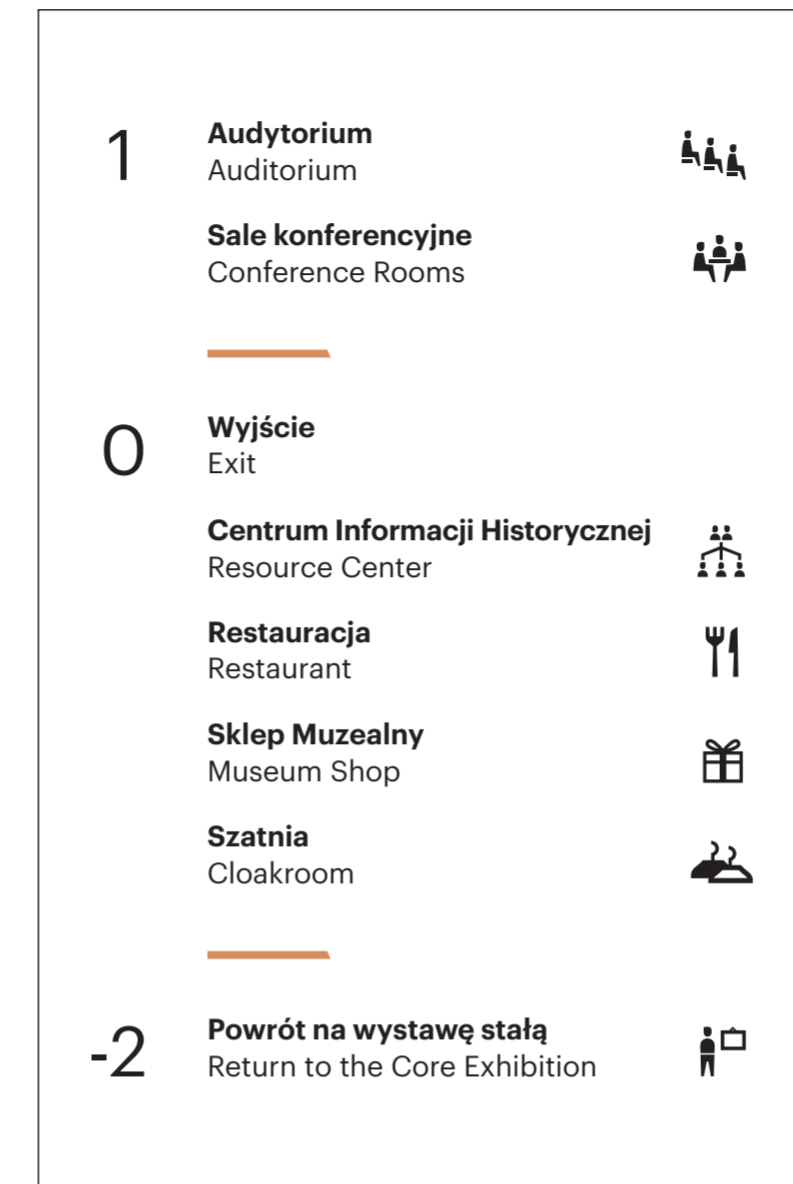 1
Audytorium
Auditorium
Sale konferencyjne
Conference Rooms
0
Wyjście
Exit
Centrum Informacji Historycznej
Resource Center
Restauracja
Restaurant
Sklep Muzealny
Museum Shop
Szatnia
Cloakroom
-2
Powrót na wystawę stałą
Return to the Core Exhibition